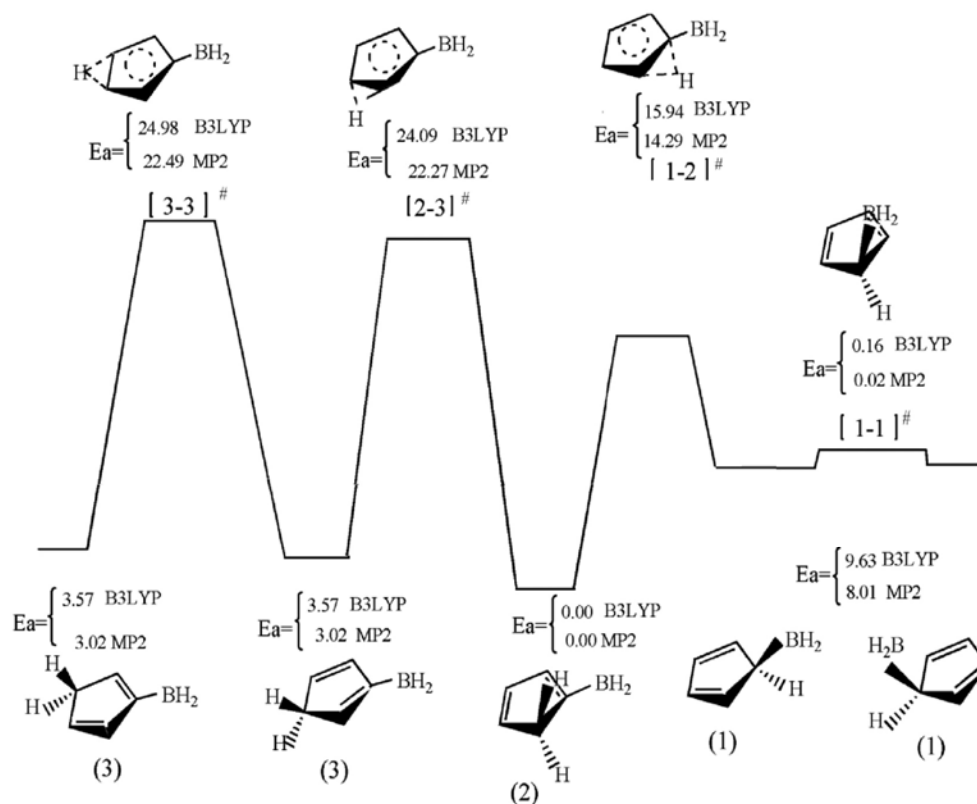 H
BH2
24.98 B3LYP
Ea=
22.49 MP2
[ 3-3 ] #
BH2
H
24.09 B3LYP
Ea=
22.27 MP2
[2-3] #
BH2
H
15.94 B3LYP
Ea=
14.29 MP2
[ 1-2 ] #
BH2
H
0.16 B3LYP
Ea=
0.02 MP2
[ 1-1 ] #
3.57 B3LYP
Ea=
3.02 MP2
H
H
BH2
(3)
3.57 B3LYP
Ea=
3.02 MP2
H
H
BH2
(3)
0.00 B3LYP
Ea=
0.00 MP2
H
BH2
H
(2)
BH2
H
(1)
9.63 B3LYP
Ea=
8.01 MP2
H2B
H
(1)